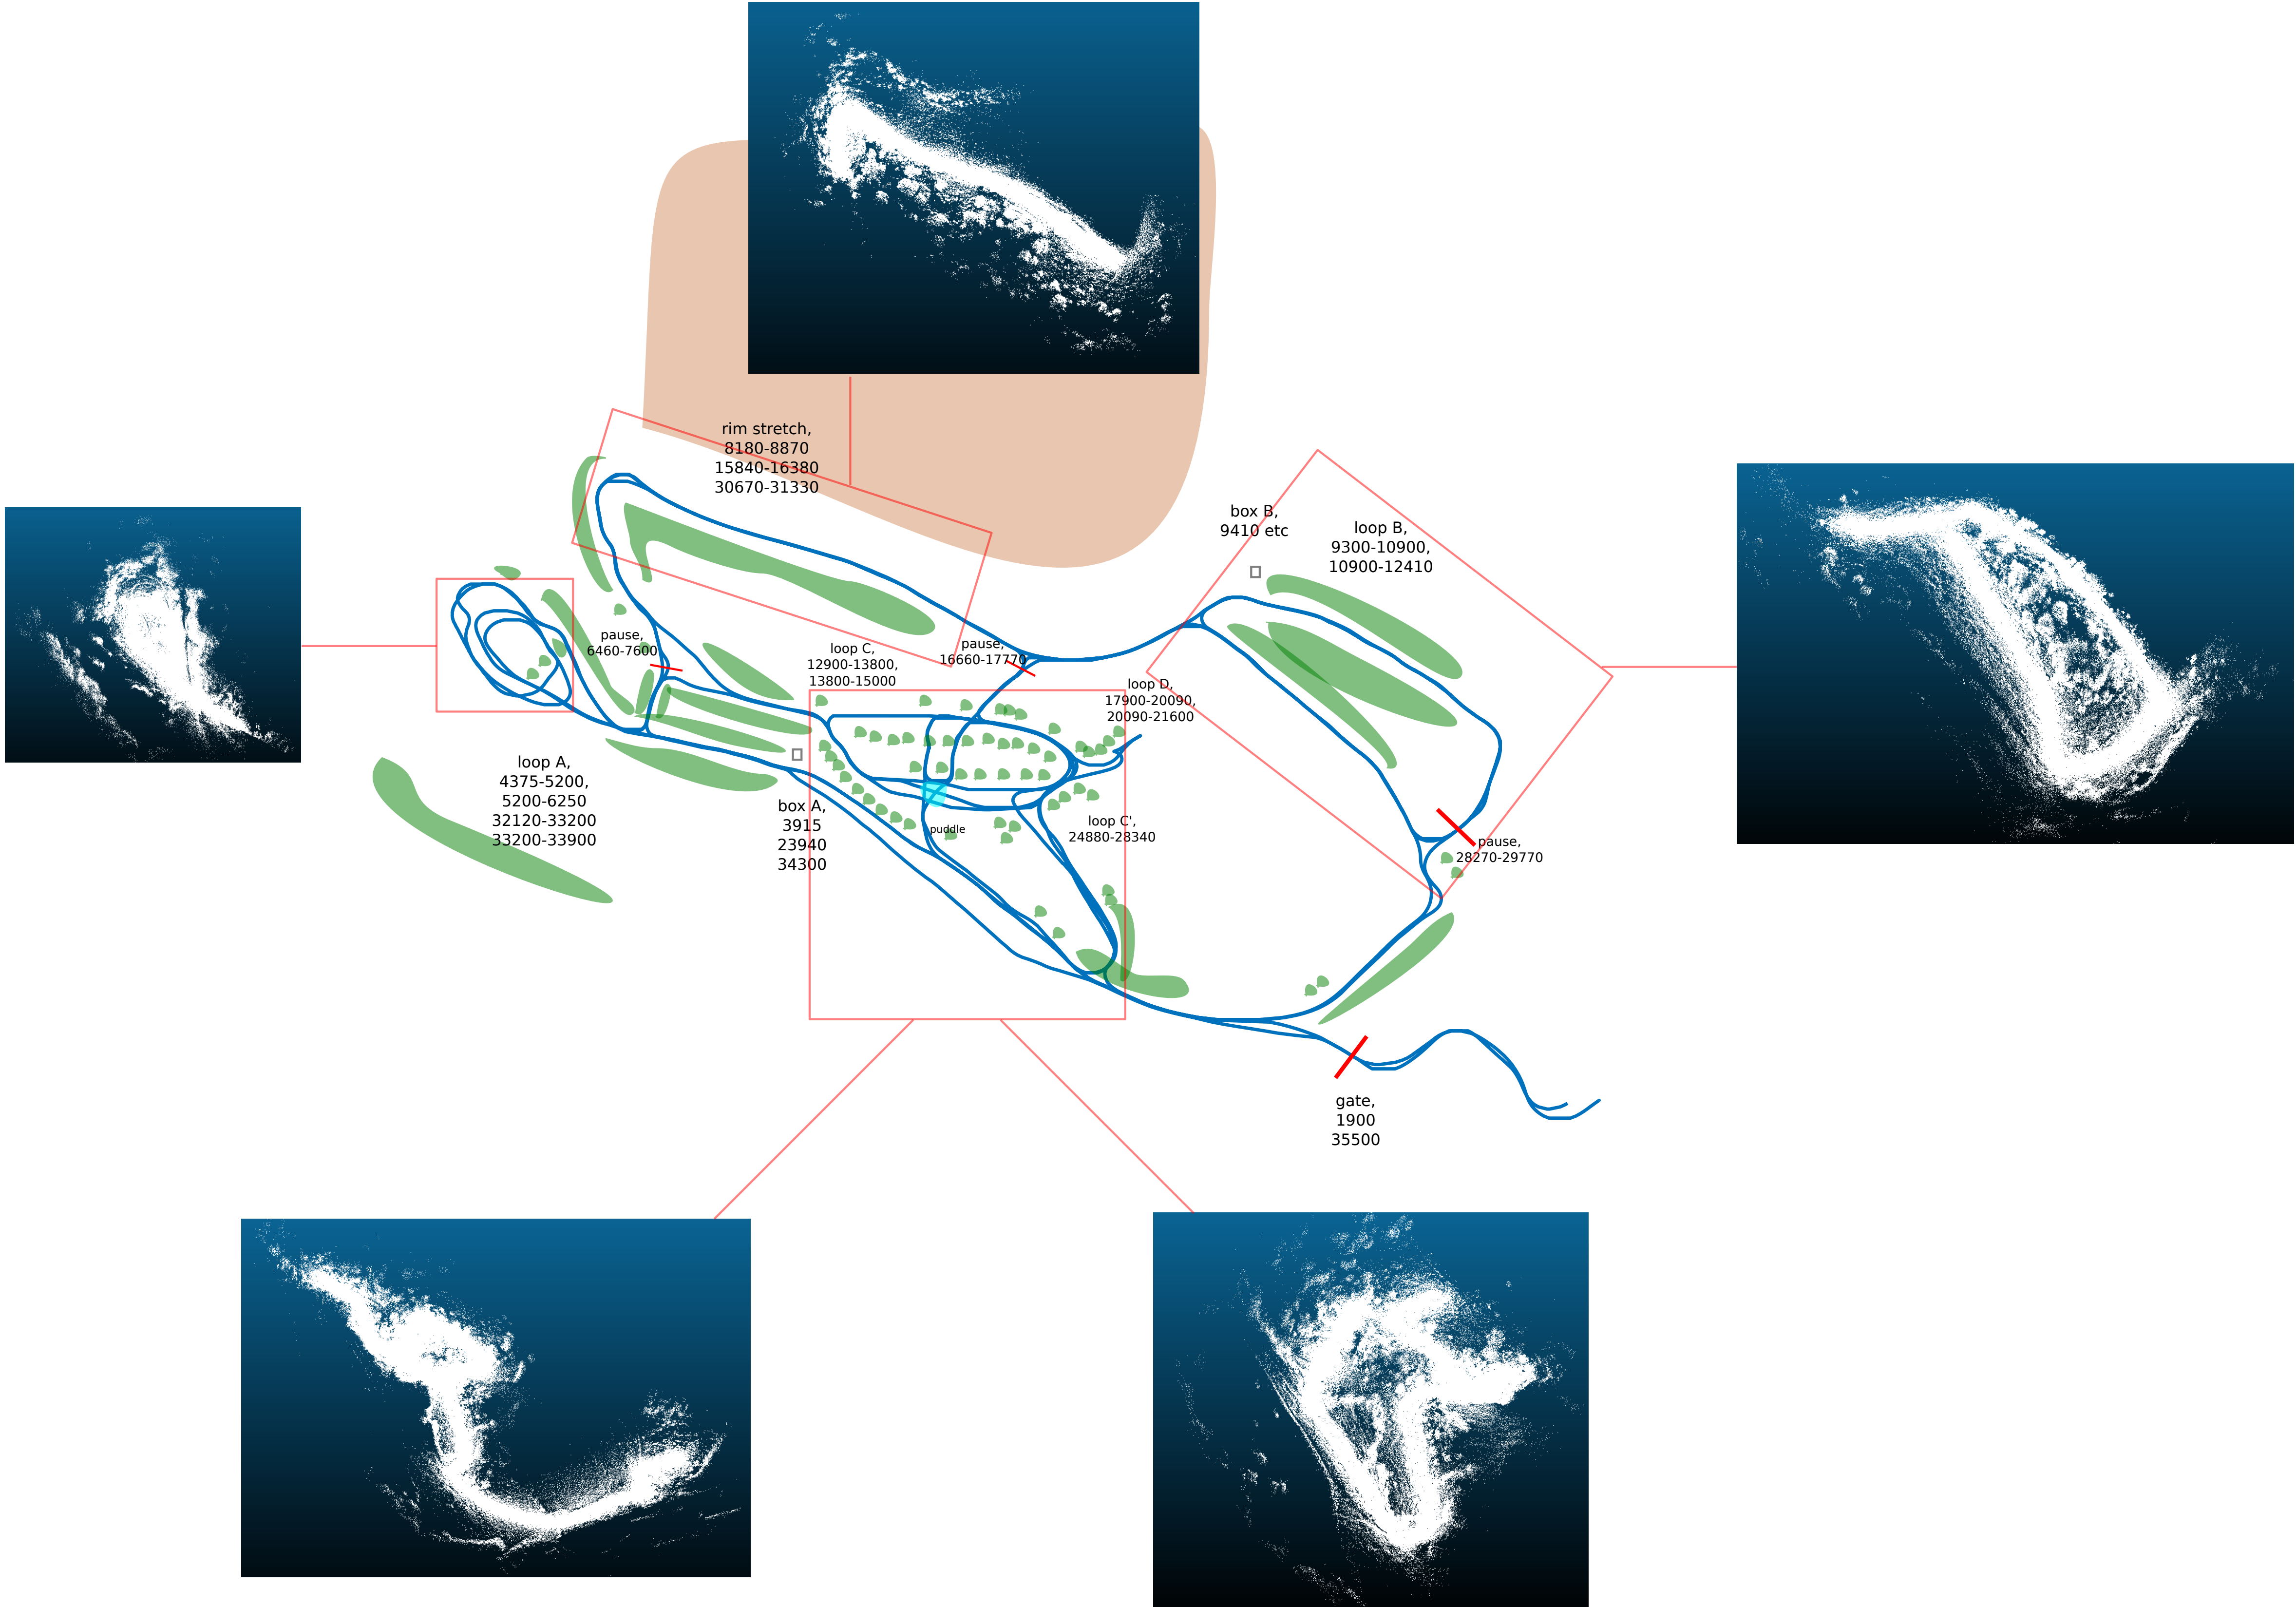 rim stretch,
8180-8870
15840-16380
30670-31330
box B,
9410 etc
loop B,
9300-10900,
10900-12410
pause,
6460-7600
loop C,
12900-13800,
13800-15000
pause,
16660-17770
loop D,
17900-20090,
20090-21600
loop A,
4375-5200,
5200-6250
32120-33200
33200-33900
box A,
3915
23940
34300
puddle
loop C',
24880-28340
pause,
28270-29770
gate,
1900
35500